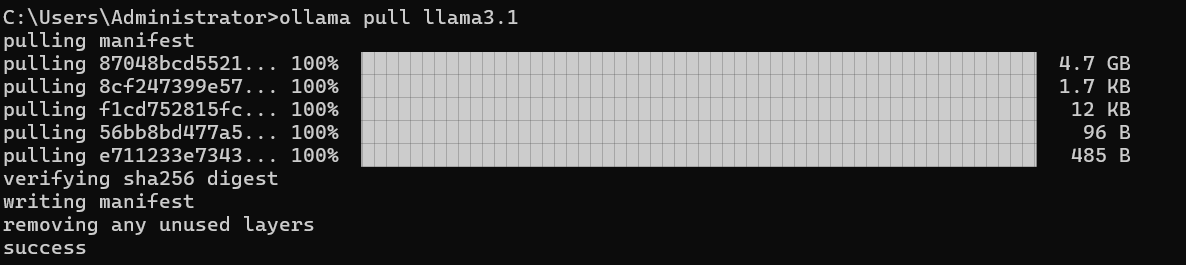 C:\Users\Administrator>ollama pull llama3.1
pulling manifest
pulling 87048bcd5521... 100% 4.7 GB
pulling 8cf247399e57... 100% 1.7 KB
pulling f1cd752815fc... 100% 12 KB
pulling 56bb8bd477a5... 100% 96 B
pulling e711233e7343... 100% 485 B
verifying sha256 digest
writing manifest
removing any unused layers
success